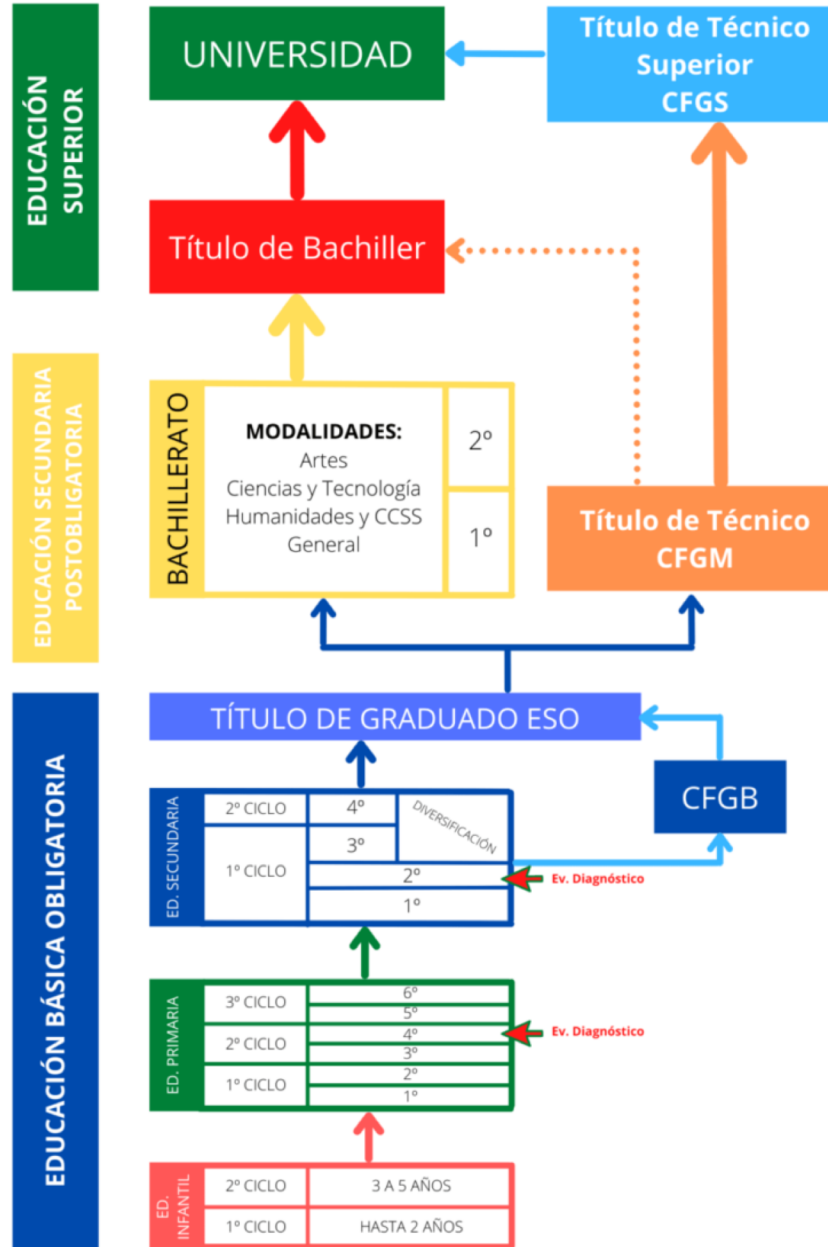 EDUCACIÓN
SUPERIOR
UNIVERSIDAD
Título de Técnico
Superior
CFGS
Título de Bachiller
EDUCACIÓN SECUNDARIA
POSTOBLIGATORIA
BACHILLERATO
MODALIDADES:
Artes
Ciencias y Tecnología
Humanidades y CCSS
General
2º
1º
Título de Técnico
CFGM
EDUCACIÓN BÁSICA OBLIGATORIA
TÍTULO DE GRADUADO ESO
CFGB
ED. SECUNDARIA
2º CICLO
4º
DIVERSIFICACIÓN
1º CICLO
3º
2º
Ev. Diagnóstico
1º
ED. PRIMARIA
3º CICLO
6º
5º
2º CICLO
4º
Ev. Diagnóstico
3º
1º CICLO
2º
1º
ED.
INFANTIL
2º CICLO
3 A 5 AÑOS
1º CICLO
HASTA 2 AÑOS